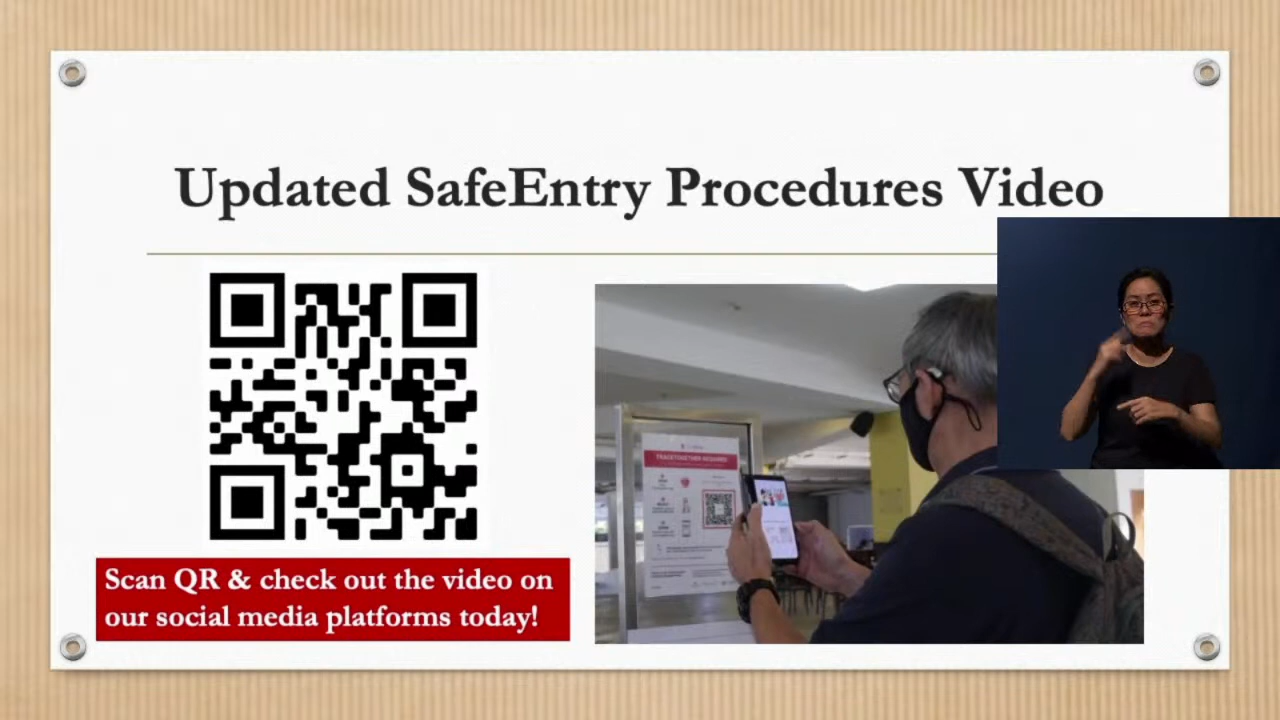 Updated SafeEntry Procedures Video
Scan QR & check out the video on
our social media platforms today!
TRACETOGETHER REQUIRED